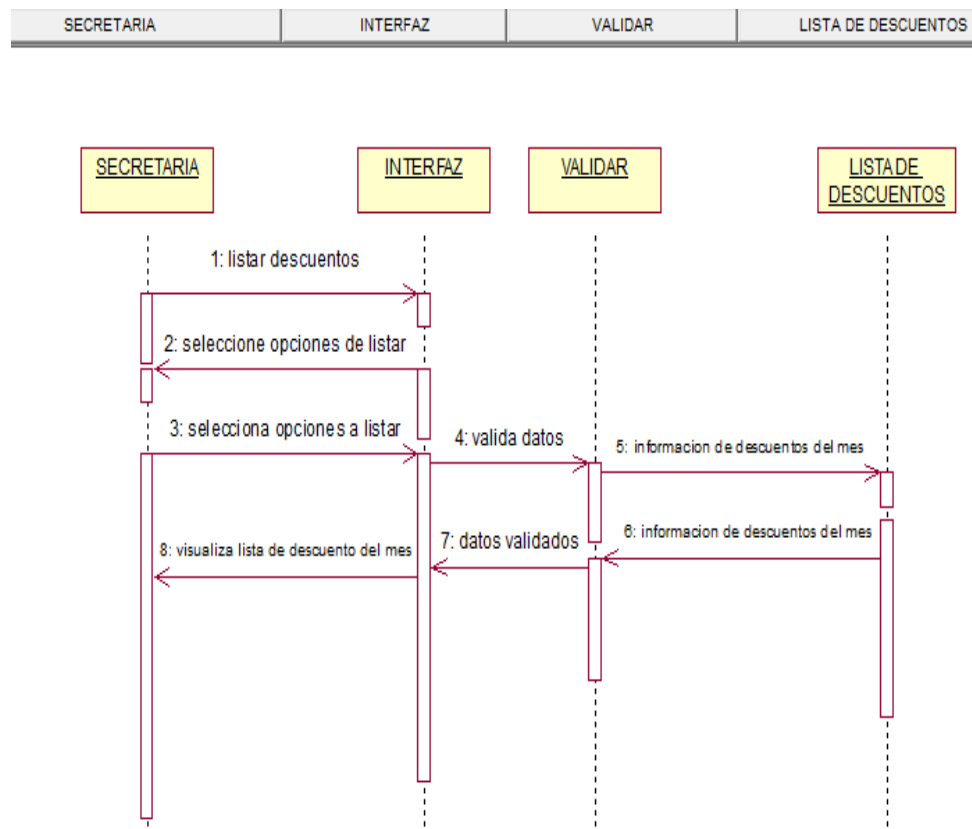 SECRETARIA INTERFAZ VALIDAR LISTA DE DESCUENTOS
SECRETARIA INTERFAZ VALIDAR LISTA DE
DESCUENTOS
1: listar descuentos
2: seleccione opciones de listar
3: selecciona opciones a listar
4: valida datos
5: informacion de descuentos del mes
6: informacion de descuentos del mes
7: datos validados
8: visualiza lista de descuento del mes